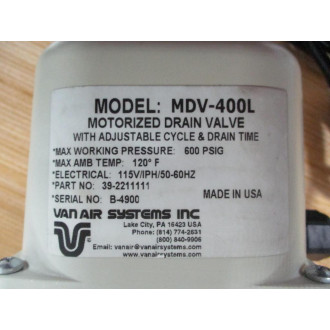 MODEL: MDV-400L
MOTORIZED DRAIN VALVE
WITH ADJUSTABLE CYCLE & DRAIN TIME
*MAX WORKING PRESSURE: 600 PSIG
*MAX AMB TEMP: 120° F
*ELECTRICAL: 115V/IPH/50-60HZ
*PART NO: 39-2211111
*SERIAL NO: B-4900
MADE IN USA
VAN AIR SYSTEMS INC
Lake City, PA 16423 USA
Phone: (814) 774-2631
(800) 840-9906
Email: vanair@vanairsystems.com
vanairsystems.com